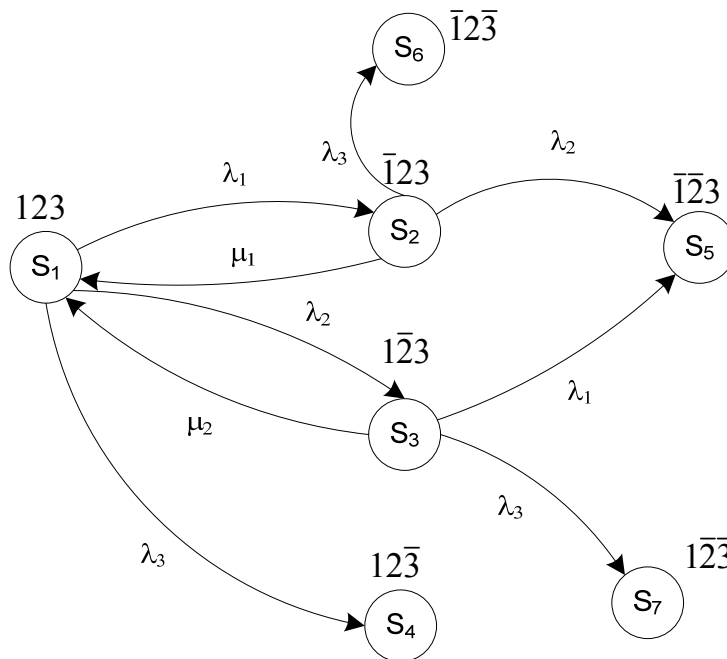 S₆ 1̅23̅
λ₃
1̅23
λ₂
λ₁
1̅2̅3
123
S₂
S₅
S₁
μ₁
λ₂
12̅3
λ₁
μ₂
S₃
λ₃
λ₃
12̅3̅
123̅
S₇
S₄